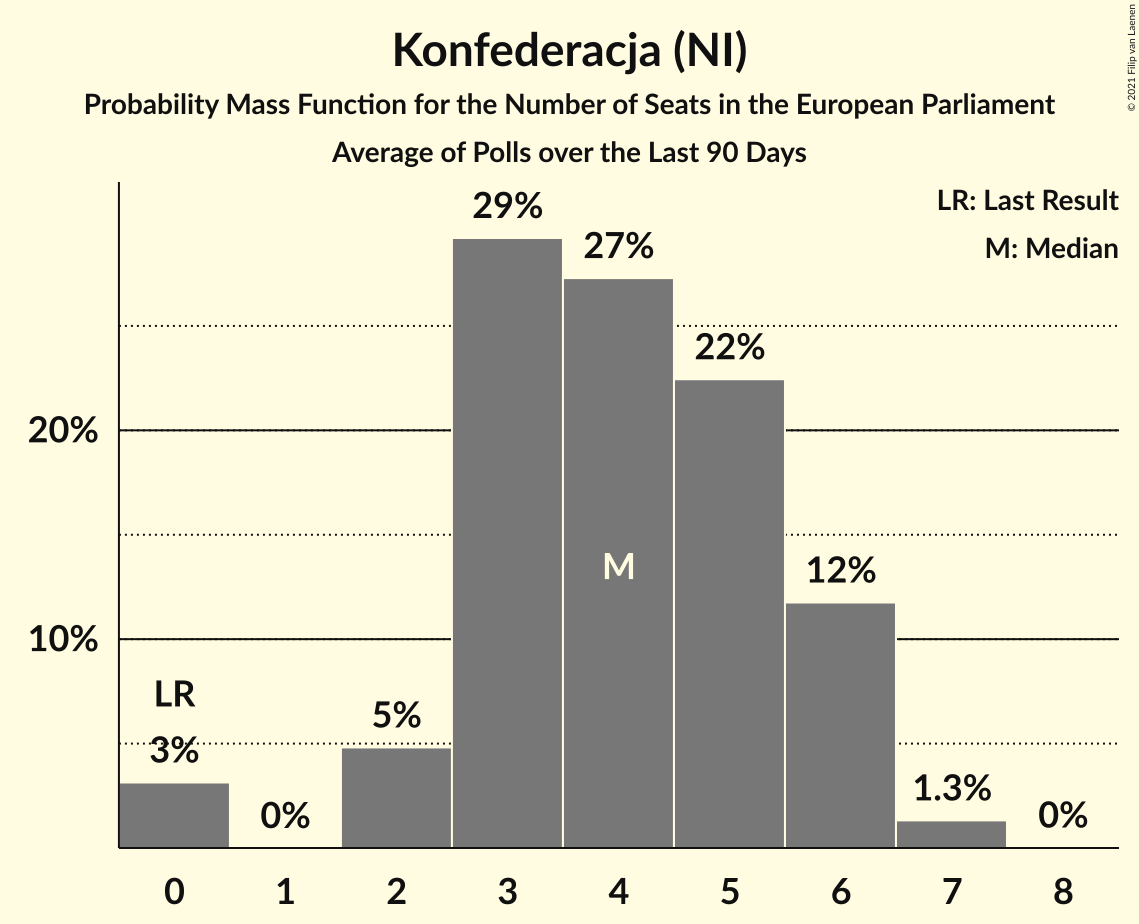 Konfederacja (NI)
Probability Mass Function for the Number of Seats in the European Parliament
Average of Polls over the Last 90 Days
© 2021 Filip van Laenen
LR: Last Result
M: Median
29%
27%
22%
20%
M
12%
10%
LR
5%
3%
1.3%
0%
0%
0 1 2 3 4 5 6 7 8